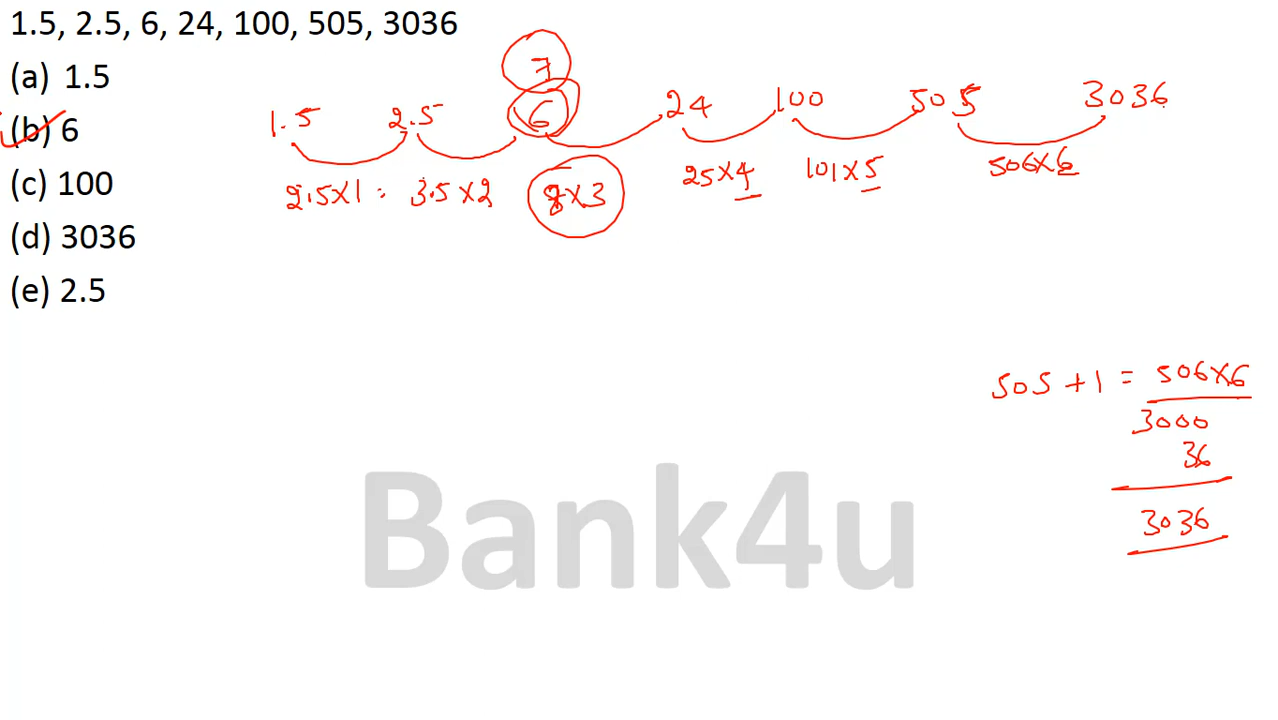 1.5, 2.5, 6, 24, 100, 505, 3036
(a) 1.5
(b) 6
(c) 100
(d) 3036
(e) 2.5
7
1.5 2.5 6 24 100 505 3036
2.5×1 = 3.5×2 8×3 25×4 101×5 506×6
505 + 1 = 506×6
3000
36
3036
Bank4u